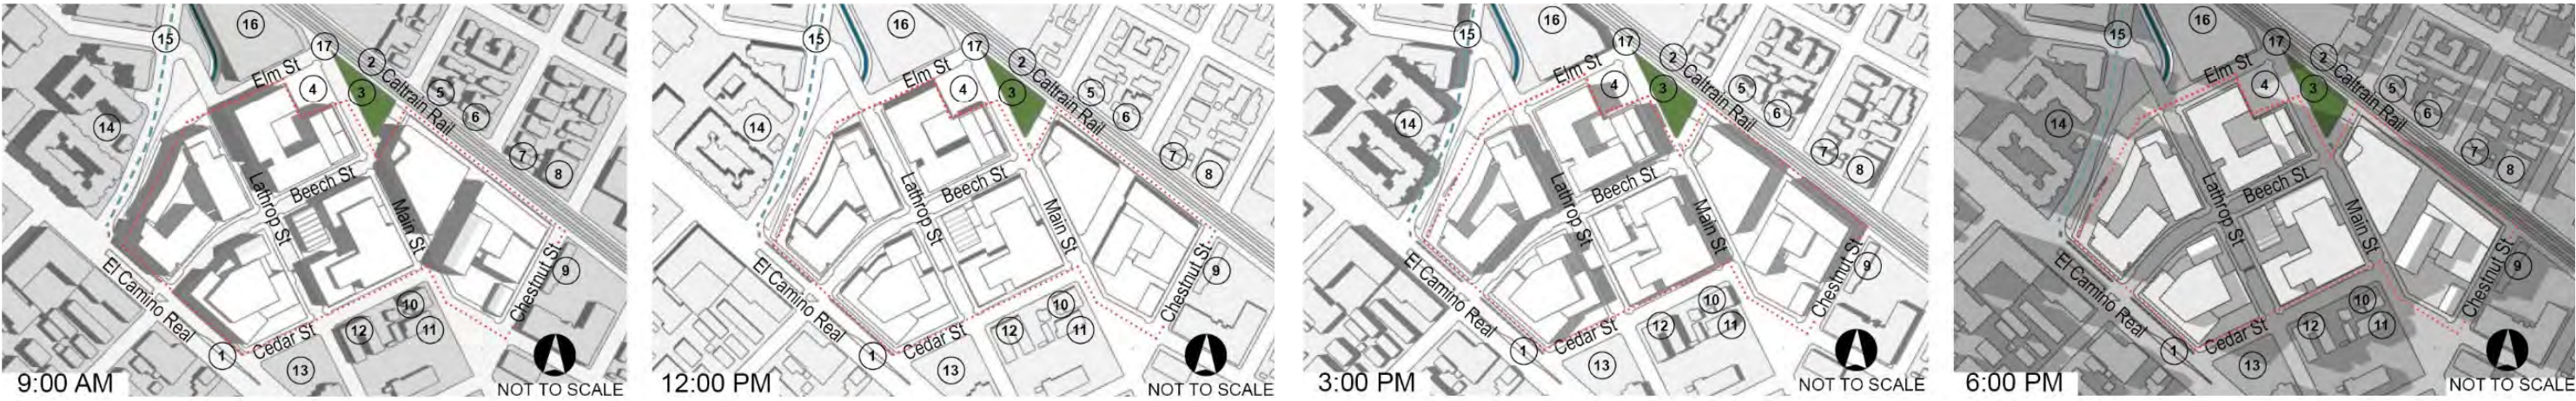 16
15
17
2
Elm St
4
3
Caltrain Rail
5
6
14
7
8
Lathrop St
Beech St
Main St
El Camino Real
Chestnut St
9
10
12
11
1
Cedar St
13
9:00 AM
NOT TO SCALE
16
15
17
2
Elm St
4
3
Caltrain Rail
5
6
14
7
8
Lathrop St
Beech St
Main St
El Camino Real
Chestnut St
9
10
12
11
1
Cedar St
13
12:00 PM
NOT TO SCALE
16
15
17
2
Elm St
4
3
Caltrain Rail
5
6
14
7
8
Lathrop St
Beech St
Main St
El Camino Real
Chestnut St
9
10
12
11
1
Cedar St
13
3:00 PM
NOT TO SCALE
16
15
17
2
Elm St
4
3
Caltrain Rail
5
6
14
7
8
Lathrop St
Beech St
Main St
El Camino Real
Chestnut St
9
10
12
11
1
Cedar St
13
6:00 PM
NOT TO SCALE